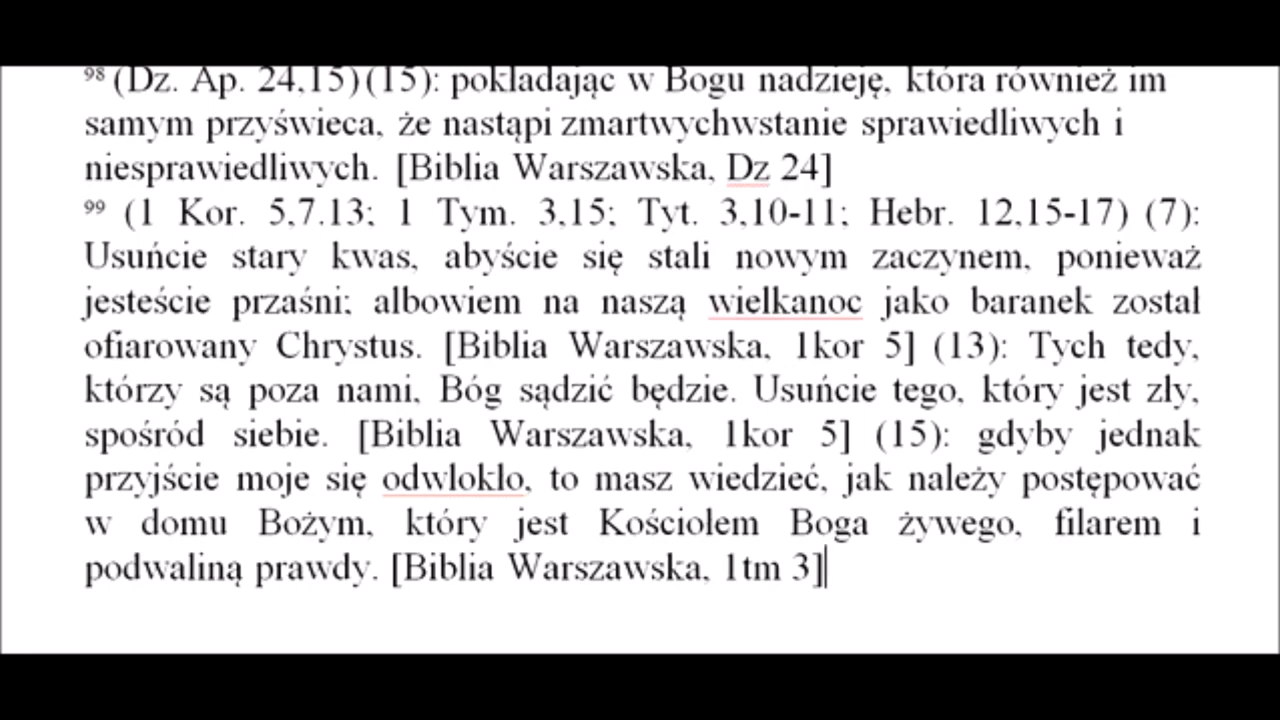 98 (Dz. Ap. 24,15)(15): pokładając w Bogu nadzieję, która również im
samym przyświeca, że nastąpi zmartwychwstanie sprawiedliwych i
niesprawiedliwych. [Biblia Warszawska, Dz 24]
99 (1 Kor. 5,7.13; 1 Tym. 3,15; Tyt. 3,10-11; Hebr. 12,15-17) (7):
Usuńcie stary kwas, abyście się stali nowym zaczynem, ponieważ
jesteście przaśni; albowiem na naszą wielkanoc jako baranek został
ofiarowany Chrystus. [Biblia Warszawska, 1kor 5] (13): Tych tedy,
którzy są poza nami, Bóg sądzić będzie. Usuńcie tego, który jest zły,
spośród siebie. [Biblia Warszawska, 1kor 5] (15): gdyby jednak
przyjście moje się odwlokło, to masz wiedzieć, jak należy postępować
w domu Bożym, który jest Kościołem Boga żywego, filarem i
podwaliną prawdy. [Biblia Warszawska, 1tm 3]